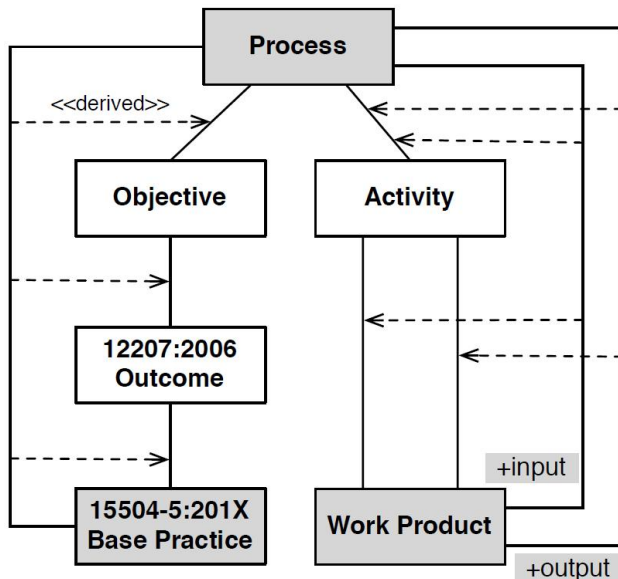 Process
<<derived>>
Objective
Activity
12207:2006
Outcome
+input
15504-5:201X
Base Practice
Work Product
+output